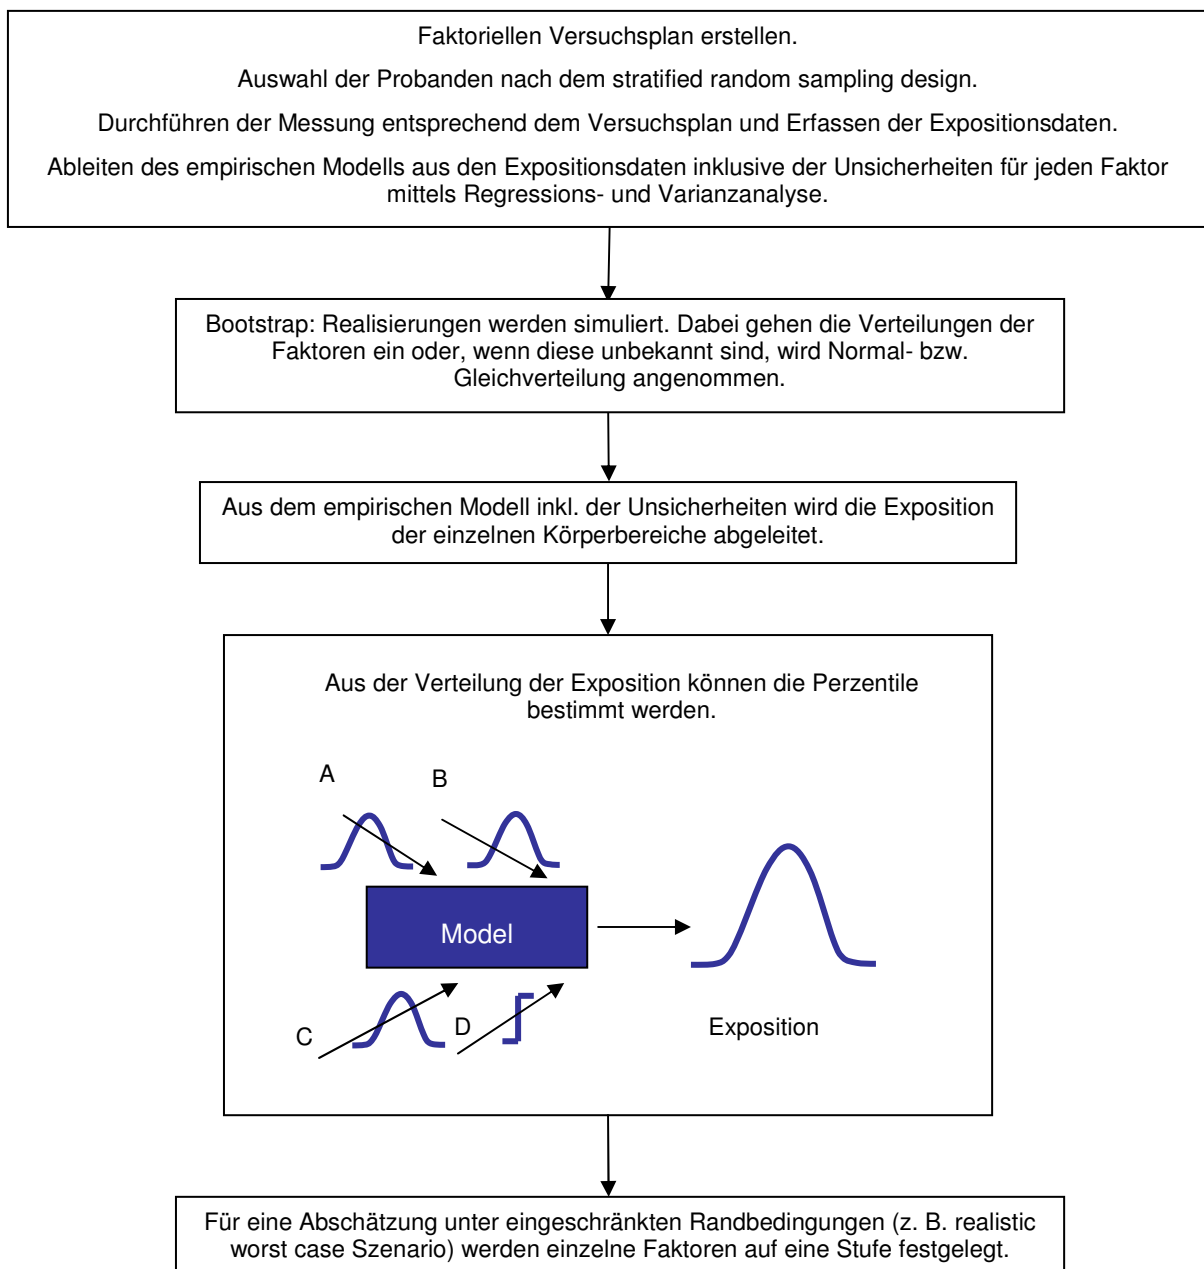 Faktoriellen Versuchsplan erstellen.
Auswahl der Probanden nach dem stratified random sampling design.
Durchführen der Messung entsprechend dem Versuchsplan und Erfassen der Expositionsdaten.
Ableiten des empirischen Modells aus den Expositionsdaten inklusive der Unsicherheiten für jeden Faktor
mittels Regressions- und Varianzanalyse.
Bootstrap: Realisierungen werden simuliert. Dabei gehen die Verteilungen der
Faktoren ein oder, wenn diese unbekannt sind, wird Normal- bzw.
Gleichverteilung angenommen.
Aus dem empirischen Modell inkl. der Unsicherheiten wird die Exposition
der einzelnen Körperbereiche abgeleitet.
Aus der Verteilung der Exposition können die Perzentile
bestimmt werden.
A
B
Model
C
D
Exposition
Für eine Abschätzung unter eingeschränkten Randbedingungen (z. B. realistic
worst case Szenario) werden einzelne Faktoren auf eine Stufe festgelegt.